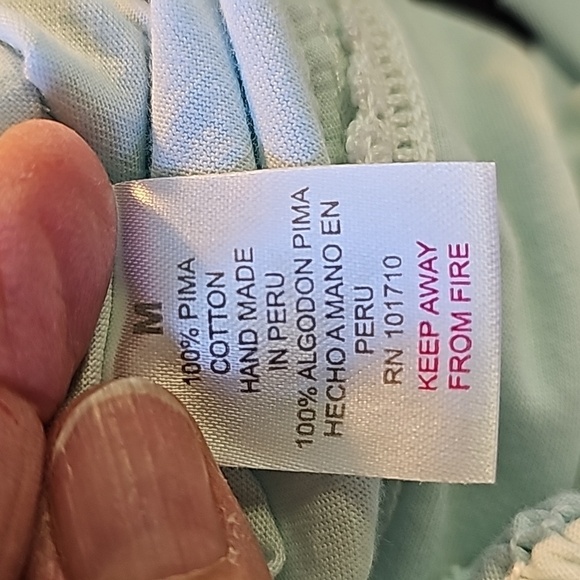 M
100% PIMA
COTTON
HAND MADE
IN PERU
100% ALGODON PIMA
HECHO A MANO EN
PERU
RN 101710
KEEP AWAY
FROM FIRE